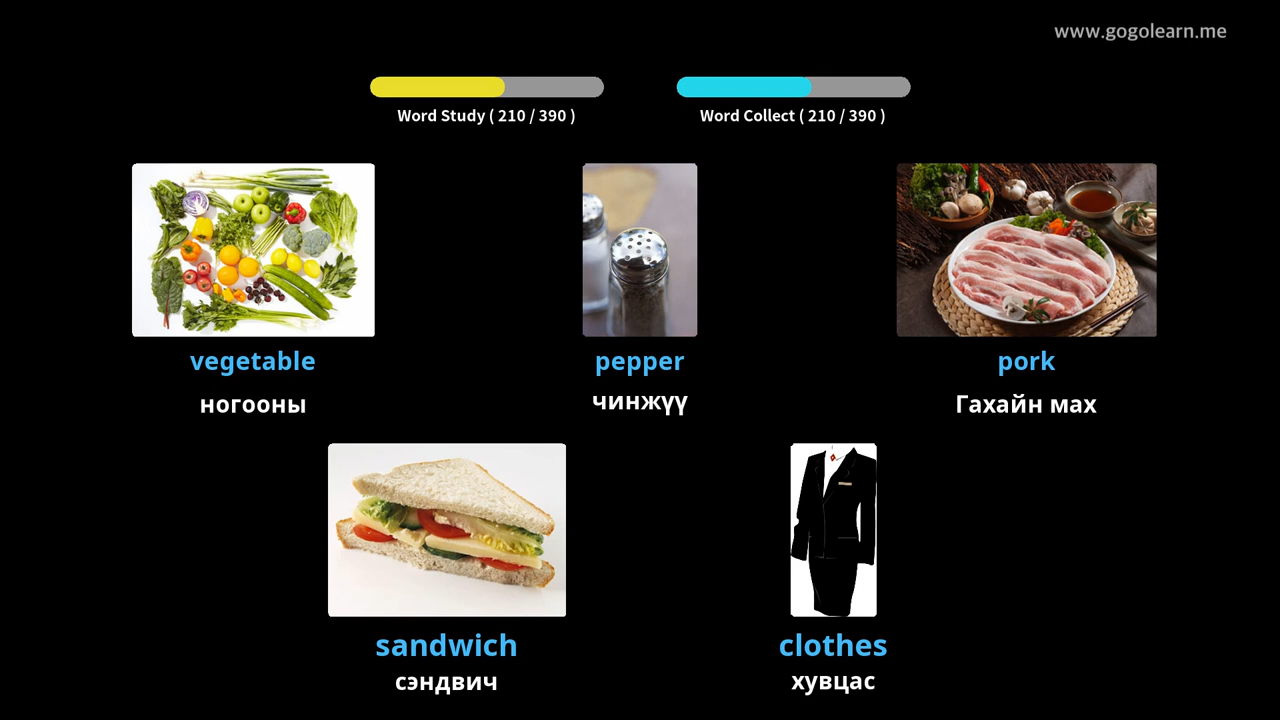 www.gogolearn.me
Word Study ( 210 / 390 )
Word Collect ( 210 / 390 )
vegetable
ногооны
pepper
чинжүү
pork
Гахайн мах
sandwich
сэндвич
clothes
хувцас